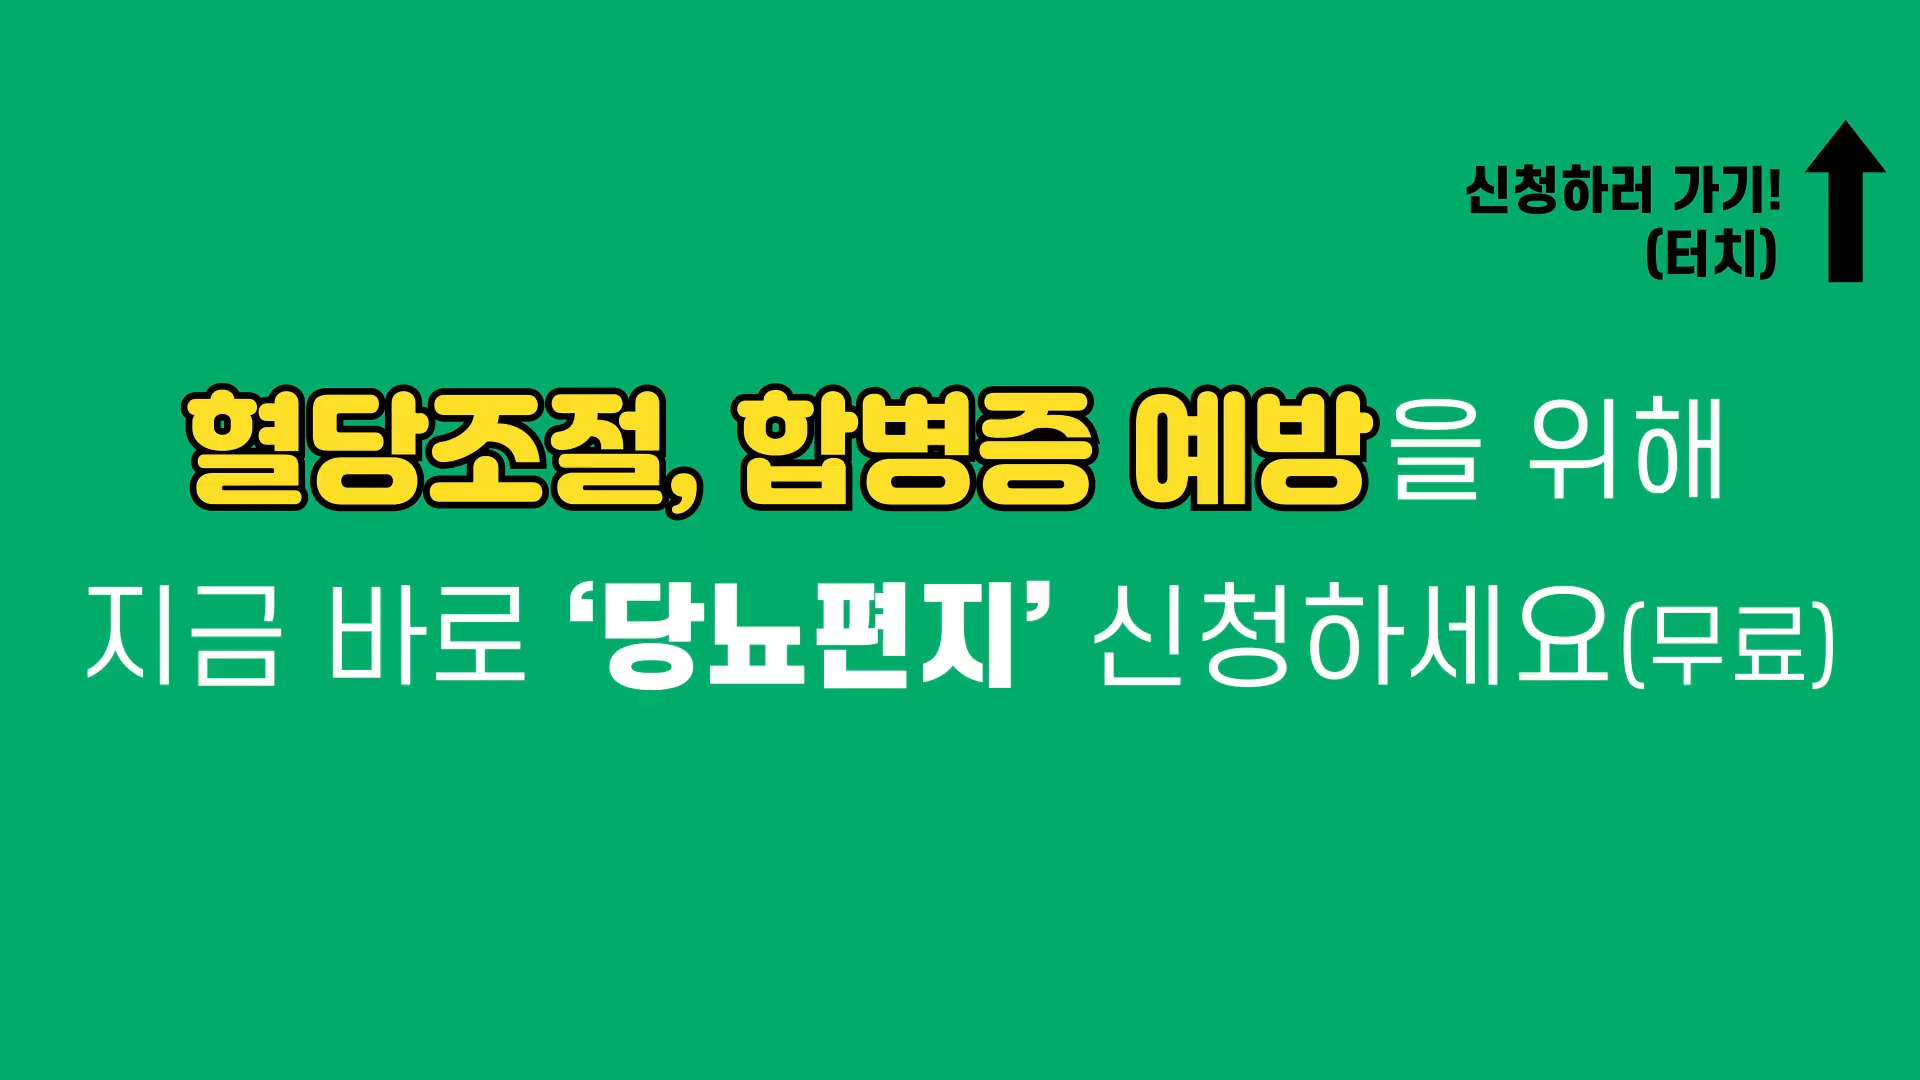 신청하러 가기!
(터치)
혈당조절, 합병증 예방을 위해
지금 바로 ‘당뇨편지’ 신청하세요(무료)